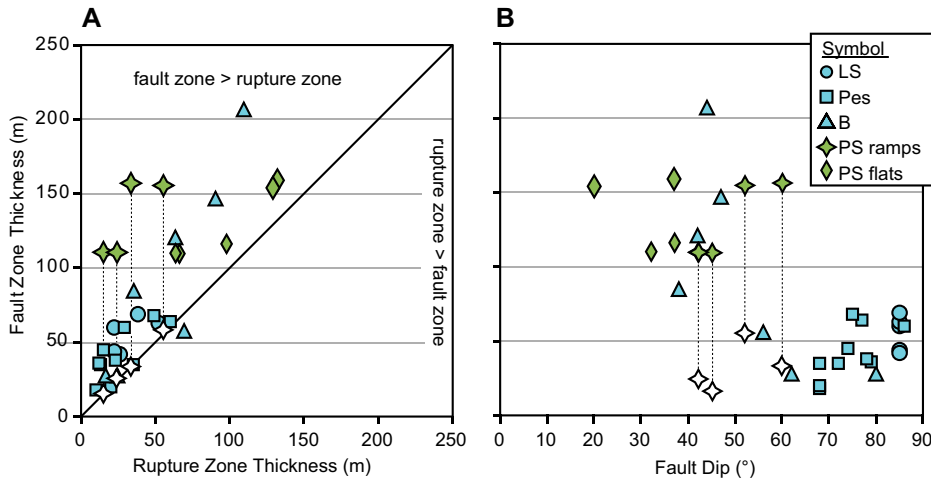 A
B
250
200
150
100
50
0
Fault Zone Thickness (m)
fault zone > rupture zone
rupture zone > fault zone
0 50 100 150 200 250
Rupture Zone Thickness (m)
Symbol
LS
Pes
B
PS ramps
PS flats
0 10 20 30 40 50 60 70 80 90
Fault Dip (°)